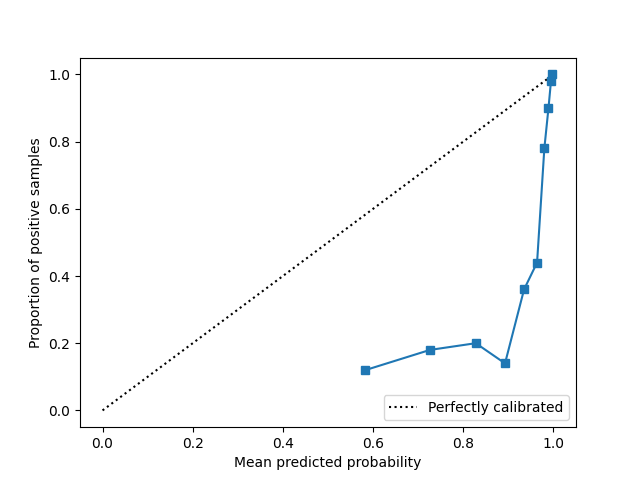 1.0
0.8
0.6
0.4
0.2
0.0
Proportion of positive samples
Perfectly calibrated
0.0 0.2 0.4 0.6 0.8 1.0
Mean predicted probability